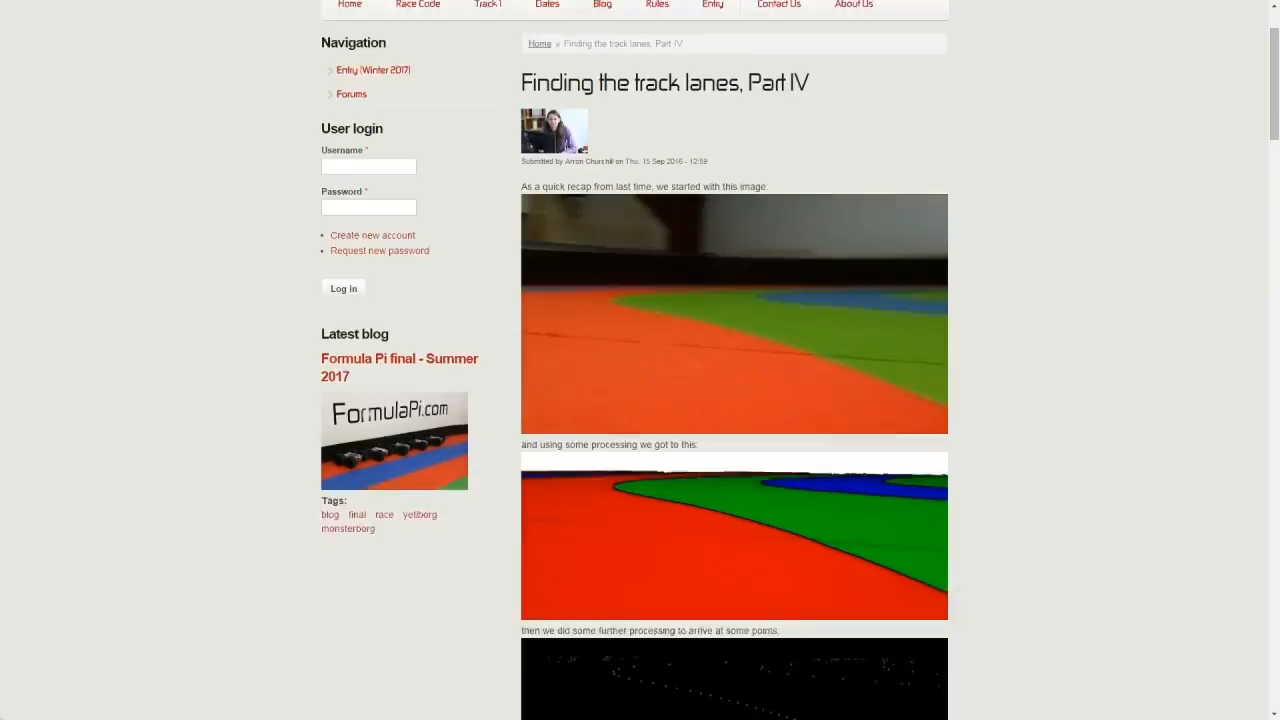 Home Race Code Track 1 Dates Blog Rules Entry Contact Us About Us
Navigation
Entry (Winter 2017)
Forums
User login
Username *
Password *
Create new account
Request new password
Log in
Latest blog
Formula Pi final - Summer
2017
FormulaPi.com
Tags:
blog final race yetiborg
monsterborg
Home » Finding the track lanes, Part IV
Finding the track lanes, Part IV
Submitted by Arron Churchill on Thu, 15 Sep 2016 - 12:59
As a quick recap from last time, we started with this image.
and using some processing we got to this:
then we did some further processing to arrive at some points.